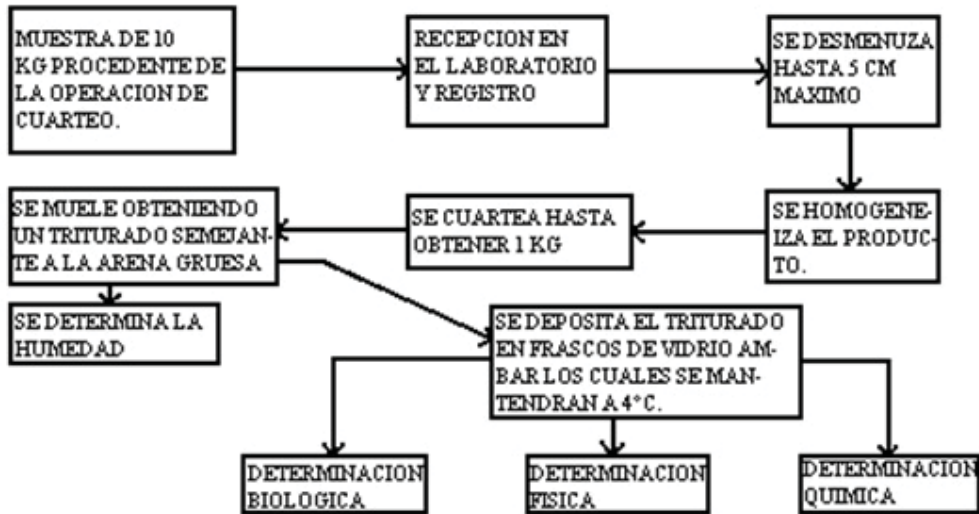 MUESTRA DE 10
KG PROCEDENTE DE
LA OPERACION DE
CUARTEO.
RECEPCION EN
EL LABORATORIO
Y REGISTRO
SE DESMENUZA
HASTA 5 CM
MAXIMO
SE HOMOGENE-
IZA EL PRODUC-
TO.
SE CUARTEA HASTA
OBTENER 1 KG
SE MUELE OBTENIENDO
UN TRITURADO SEMEJAN-
TE A LA ARENA GRUESA
SE DETERMINA LA
HUMEDAD
SE DEPOSITA EL TRITURADO
EN FRASCOS DE VIDRIO AM-
BAR LOS CUALES SE MAN-
TENDRAN A 4°C.
DETERMINACION
BIOLOGICA
DETERMINACION
FISICA
DETERMINACION
QUIMICA